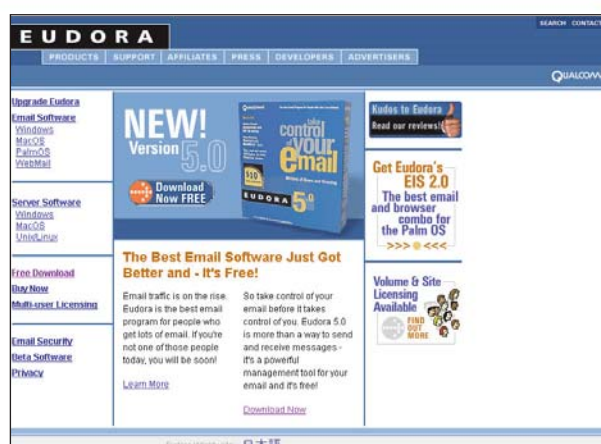 SEARCH CONTACT
EUDORA
PRODUCTS SUPPORT AFFILIATES PRESS DEVELOPERS ADVERTISERS
QUALCOMM
Upgrade Eudora
Email Software
Windows
MacOS
PalmOS
WebMail
Server Software
Windows
MacOS
Unix/Linux
Free Download
Buy Now
Multi-user Licensing
Email Security
Beta Software
Privacy
NEW!
Version 5.0
Download
Now FREE
take
control
of your
email
EUDORA 5.0
The Best Email Software Just Got
Better and - It's Free!
Email traffic is on the rise.
Eudora is the best email
program for people who
get lots of email. If you're
not one of those people
today, you will be soon!
Learn More
So take control of your
email before it takes
control of you. Eudora 5.0
is more than a way to send
and receive messages -
it's a powerful
management tool for your
email and it's free!
Download Now
Kudos to Eudora
Read our reviews!
Get Eudora's
EIS 2.0
The best email
and browser
combo for
the Palm OS
>>> <<<
Volume & Site
Licensing
Available
FIND
OUT
MORE